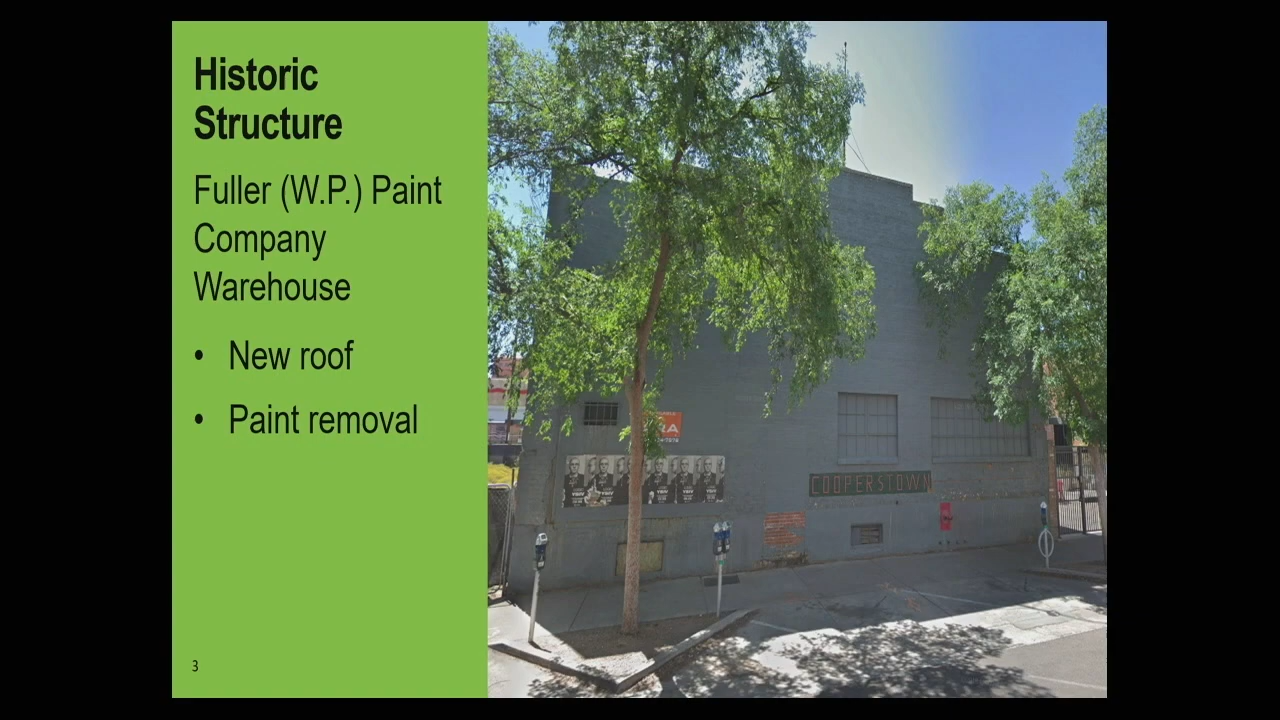 Historic
Structure
Fuller (W.P.) Paint
Company
Warehouse
• New roof
• Paint removal
COOPERSTOWN
3